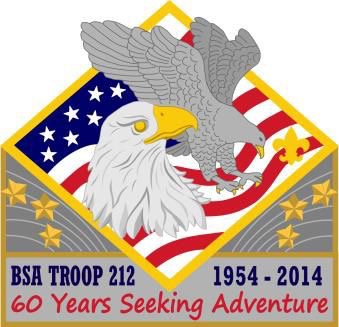 BSA TROOP 212 1954 - 2014
60 Years Seeking Adventure